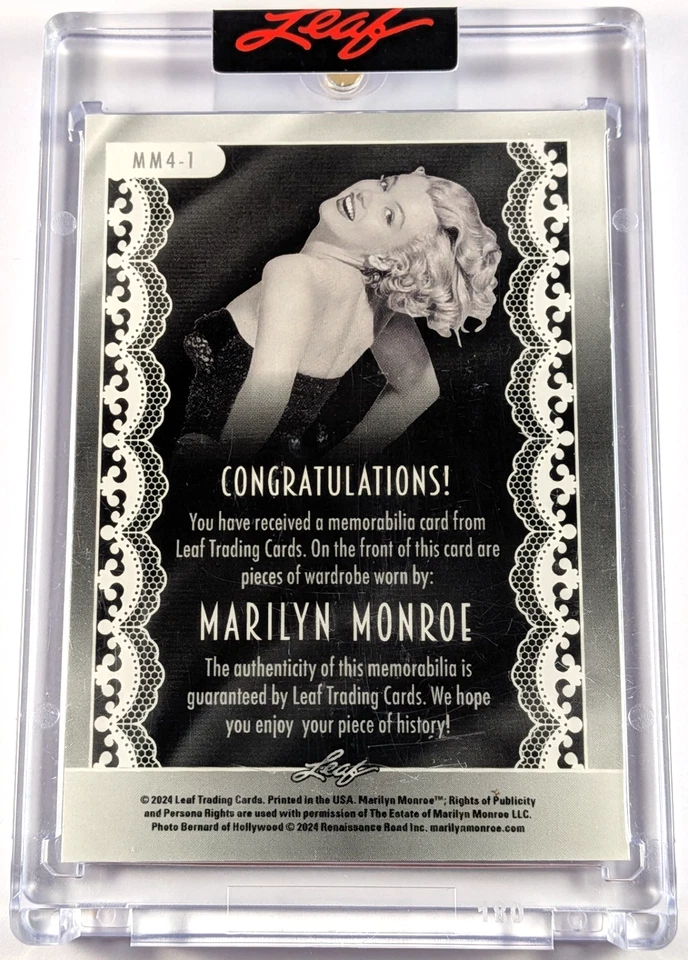 Leaf
MM4-1
CONGRATULATIONS!
You have received a memorabilia card from
Leaf Trading Cards. On the front of this card are
pieces of wardrobe worn by:
MARILYN MONROE
The authenticity of this memorabilia is
guaranteed by Leaf Trading Cards. We hope
you enjoy your piece of history!
Leaf
© 2024 Leaf Trading Cards. Printed in the USA. Marilyn Monroe™; Rights of Publicity
and Persona Rights are used with permission of The Estate of Marilyn Monroe LLC.
Photo Bernard of Hollywood © 2024 Renaissance Road Inc. marilynmonroe.com